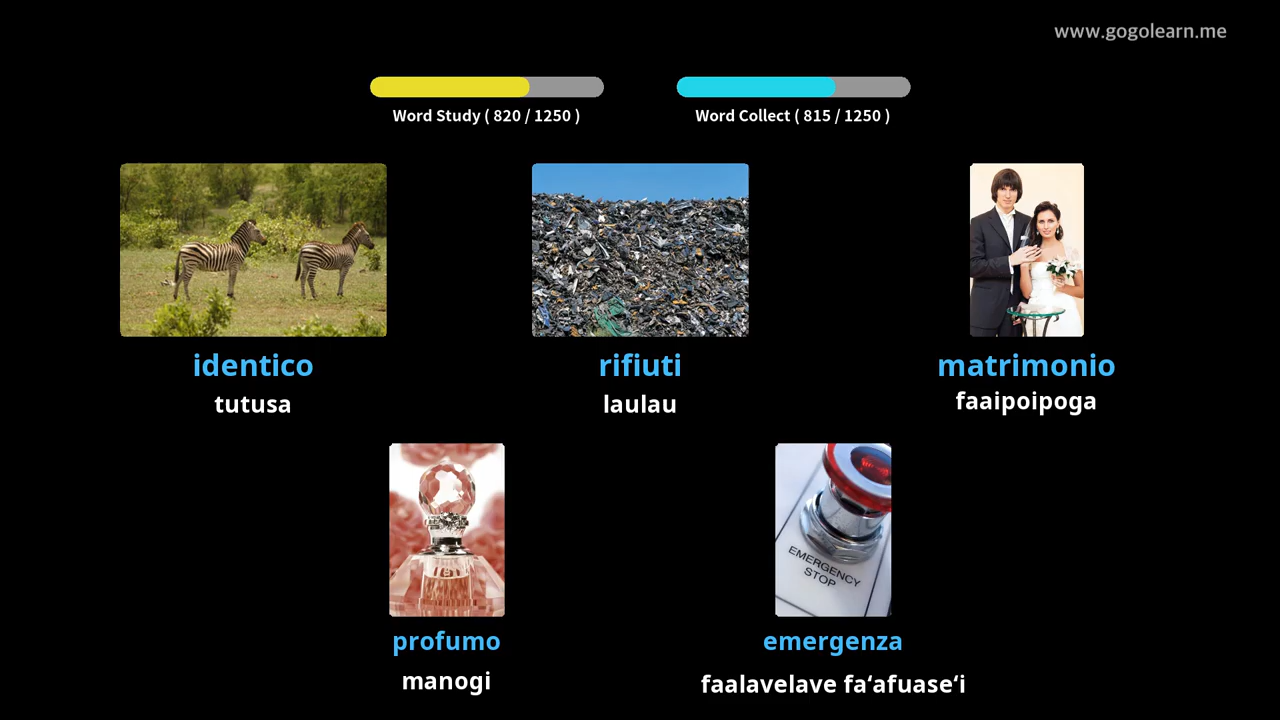 www.gogolearn.me
Word Study ( 820 / 1250 )
Word Collect ( 815 / 1250 )
identico
tutusa
rifiuti
laulau
matrimonio
faaipoipoga
EMERGENCY
STOP
profumo
manogi
emergenza
faalavelave fa‘afuase‘i